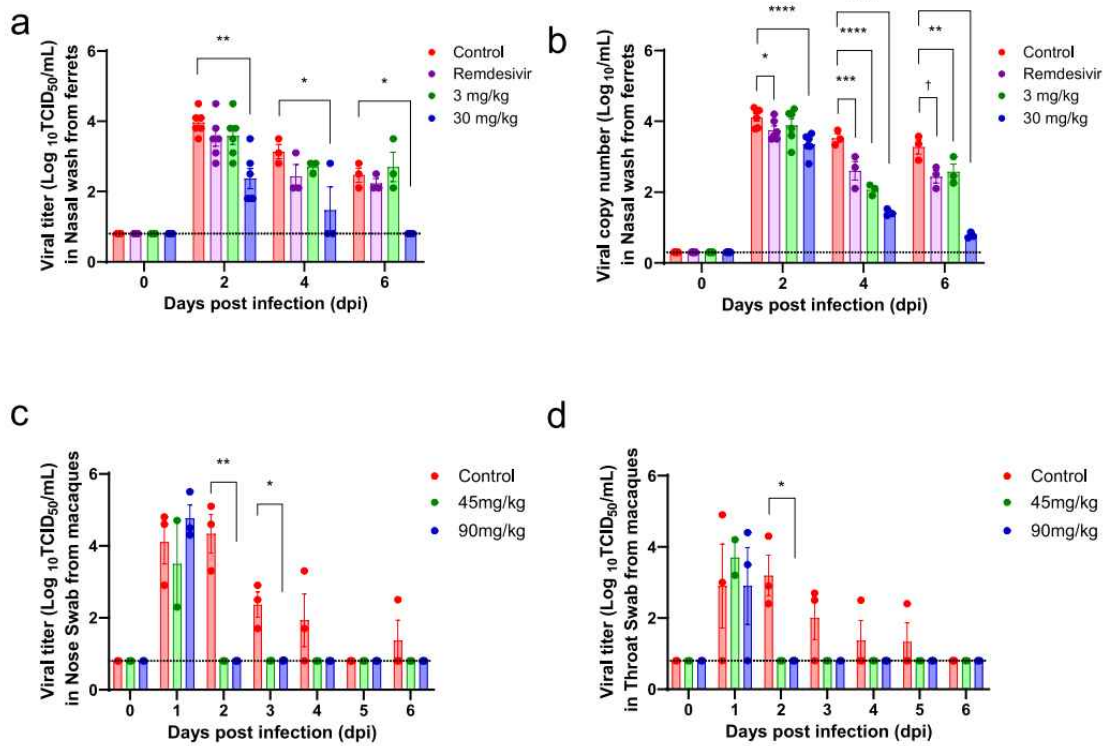 a
Viral titer (Log 10TCID50/mL)
in Nasal wash from ferrets
6
4
2
0
**
*
*
0
2
4
6
Days post infection (dpi)
Control
Remdesivir
3 mg/kg
30 mg/kg
b
Viral copy number (Log10/mL)
in Nasal wash from ferrets
6
4
2
0
****
*
****
***
**
†
0
2
4
6
Days post infection (dpi)
Control
Remdesivir
3 mg/kg
30 mg/kg
c
Viral titer (Log 10TCID50/mL)
in Nose Swab from macaques
6
4
2
0
**
*
0
1
2
3
4
5
6
Days post infection (dpi)
Control
45mg/kg
90mg/kg
d
Viral titer (Log 10TCID50/mL)
in Throat Swab from macaques
6
4
2
0
*
0
1
2
3
4
5
6
Days post infection (dpi)
Control
45mg/kg
90mg/kg